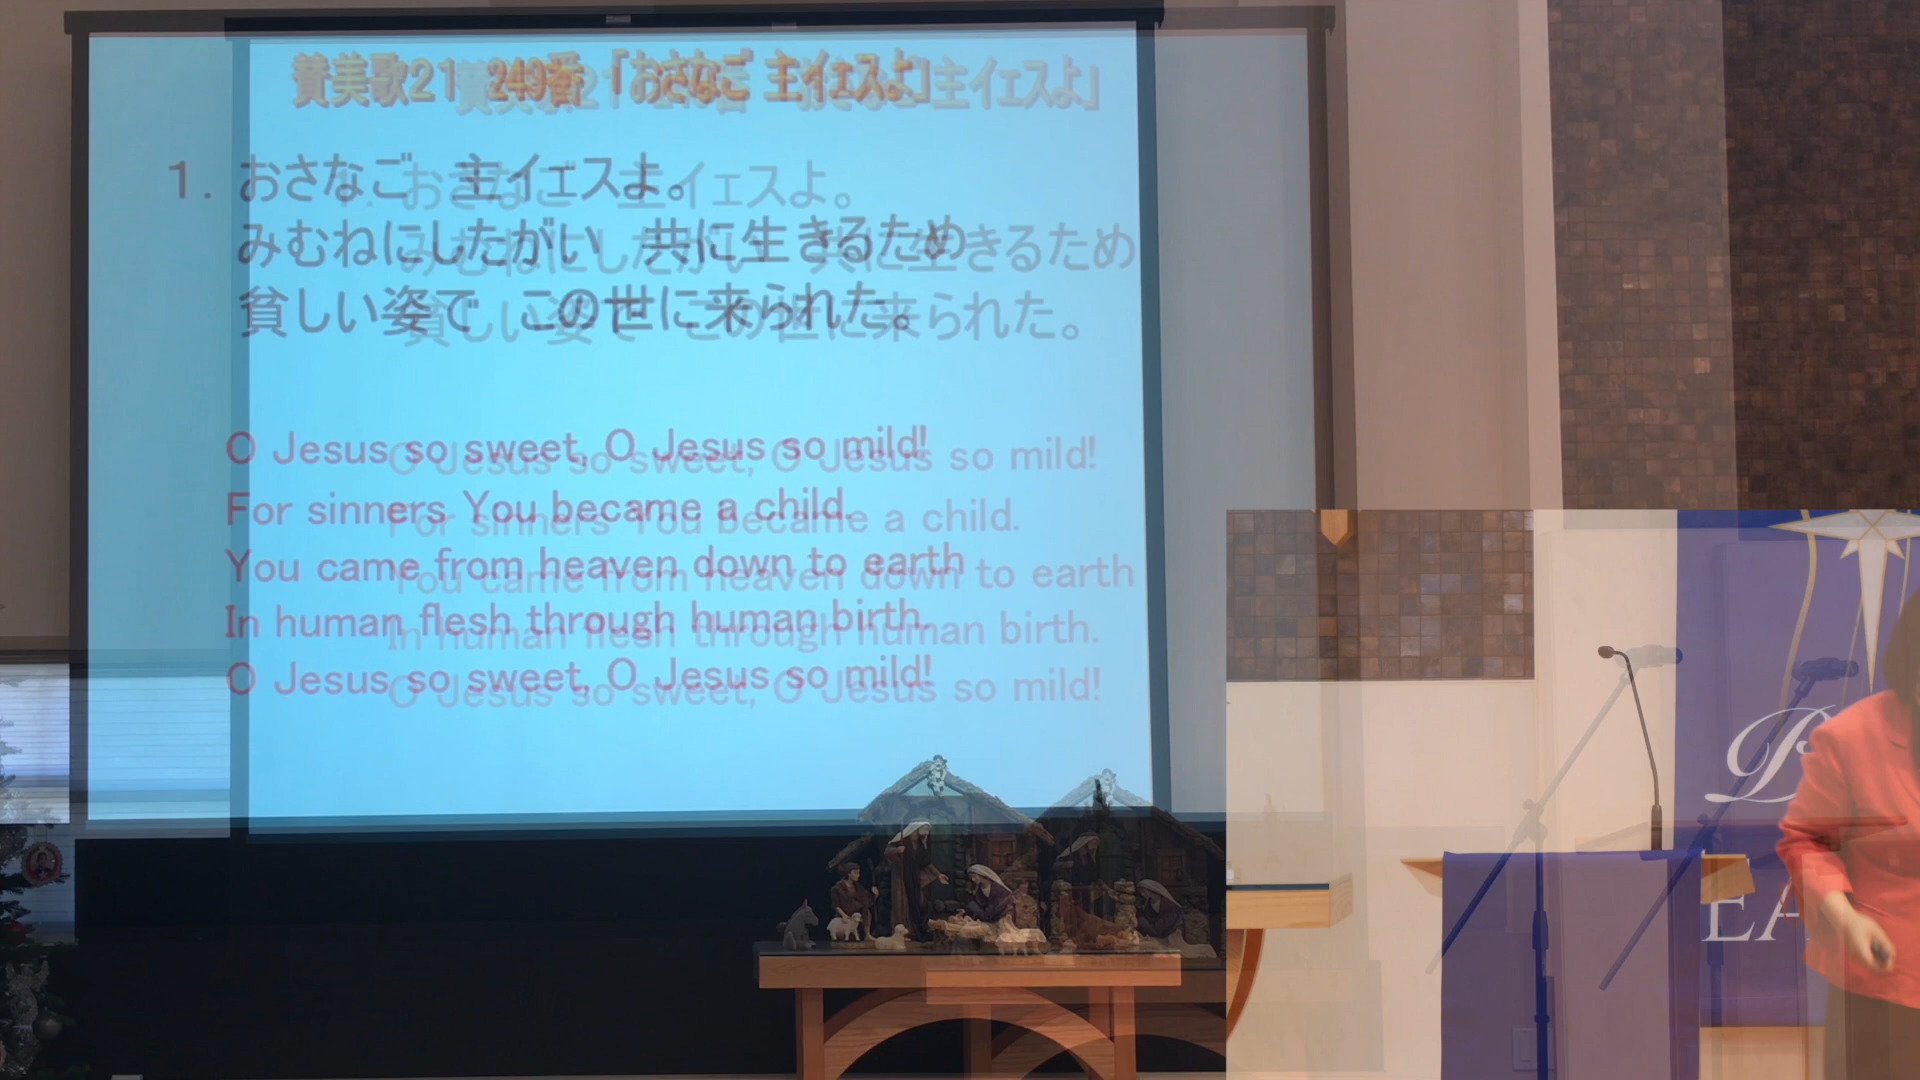 賛美歌21 249番「おさなご 主イエスよ」
1. おさなご 主イエスよ。
みむねにしたがい 共に生きるため
貧しい姿で この世に来られた。
O Jesus so sweet, O Jesus so mild!
For sinners You became a child.
You came from heaven down to earth
In human flesh through human birth.
O Jesus so sweet, O Jesus so mild!